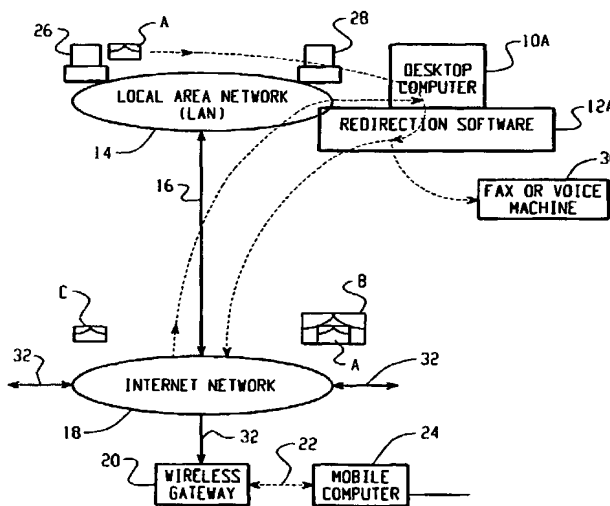 26
A
28
10A
DESKTOP
COMPUTER
LOCAL AREA NETWORK
(LAN)
REDIRECTION SOFTWARE
12A
14
16
FAX OR VOICE
MACHINE
C
B
A
32
INTERNET NETWORK
32
18
32
20
WIRELESS
GATEWAY
22
24
MOBILE
COMPUTER